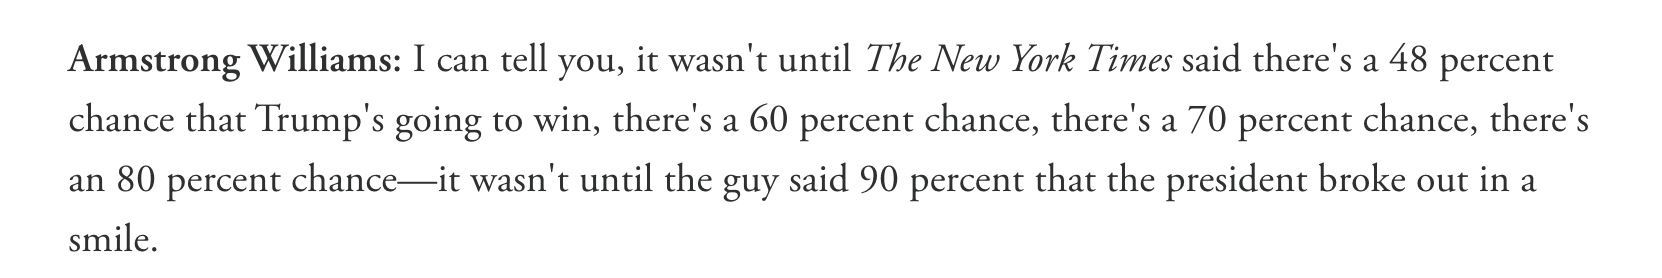 Armstrong Williams: I can tell you, it wasn't until The New York Times said there's a 48 percent
chance that Trump's going to win, there's a 60 percent chance, there's a 70 percent chance, there's
an 80 percent chance—it wasn't until the guy said 90 percent that the president broke out in a
smile.